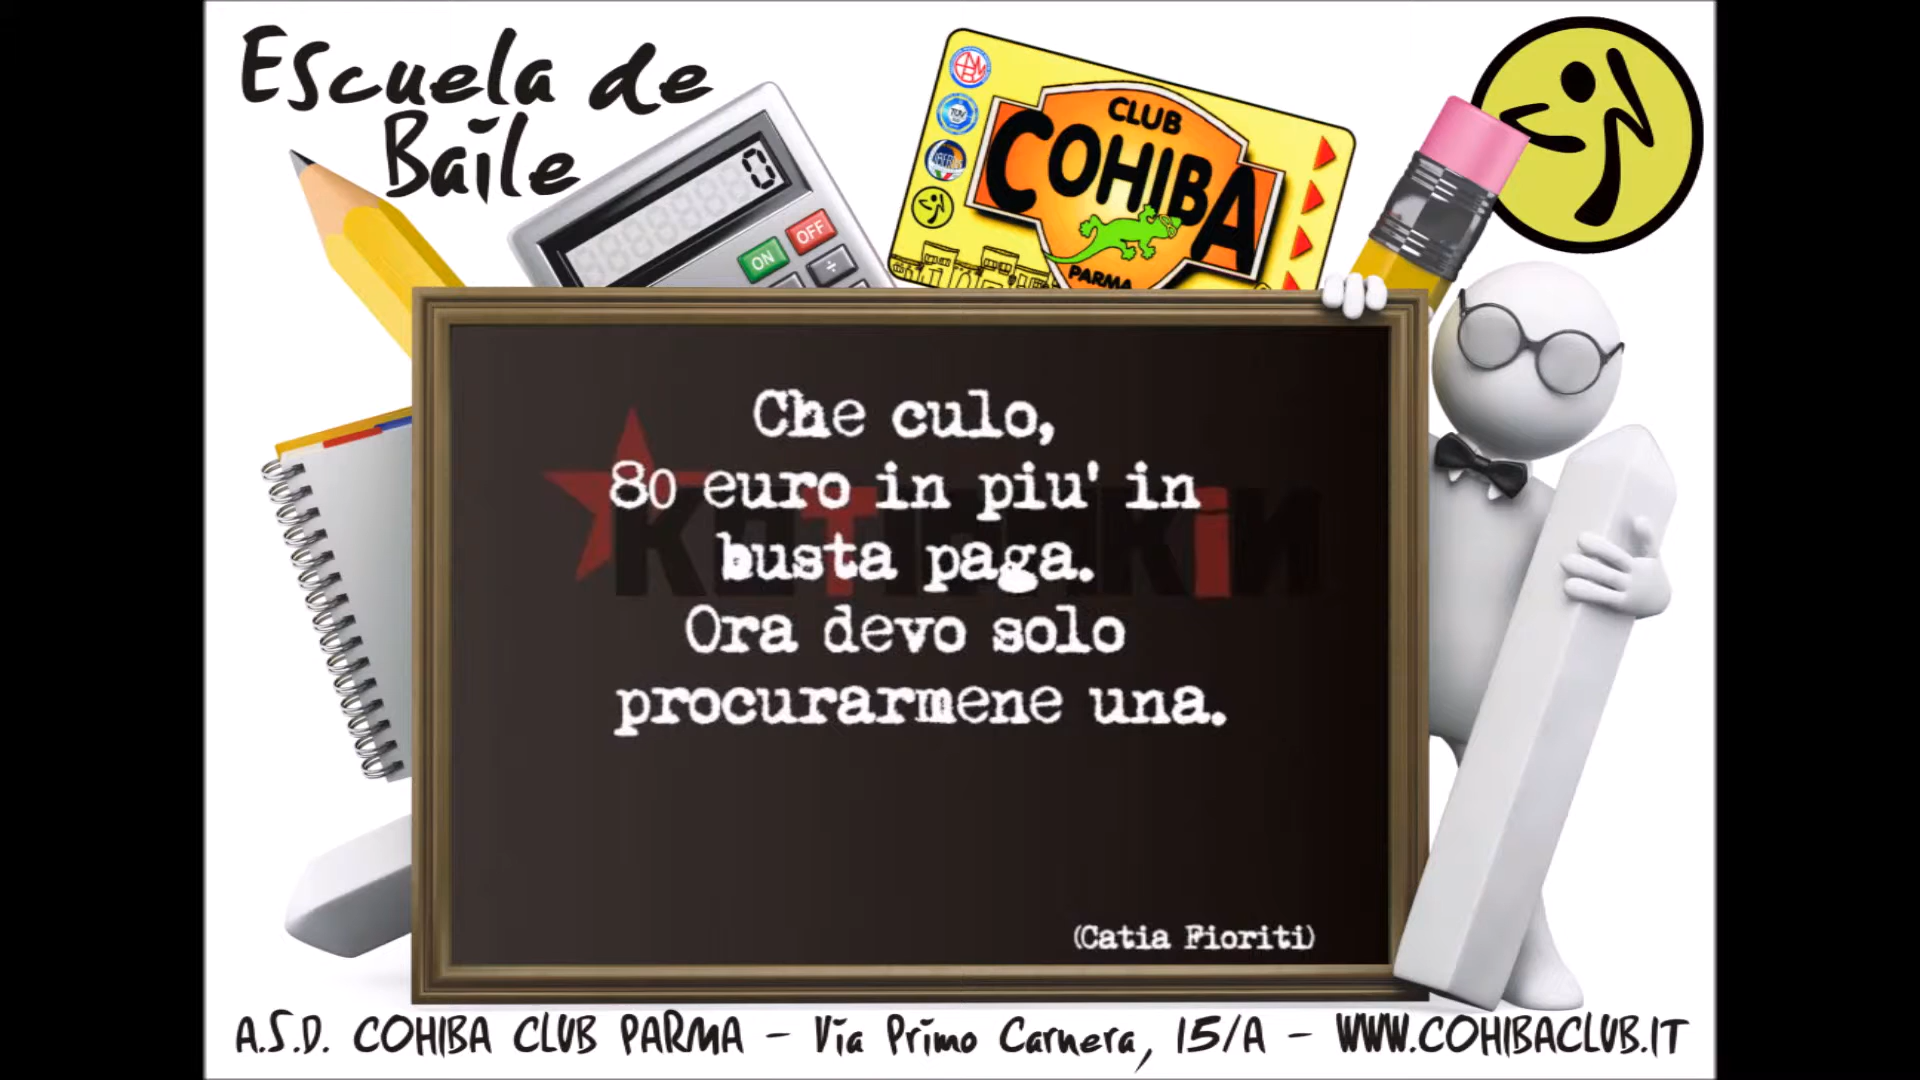 Escuela de
Baile
0
ON
OFF
÷
CLUB
COHIBA
PARMA
Che culo,
80 euro in piu' in
busta paga.
Ora devo solo
procurarmene una.
(Catia Fioriti)
A.S.D. COHIBA CLUB PARMA - Via Primo Carnera, 15/A - WWW.COHIBACLUB.IT